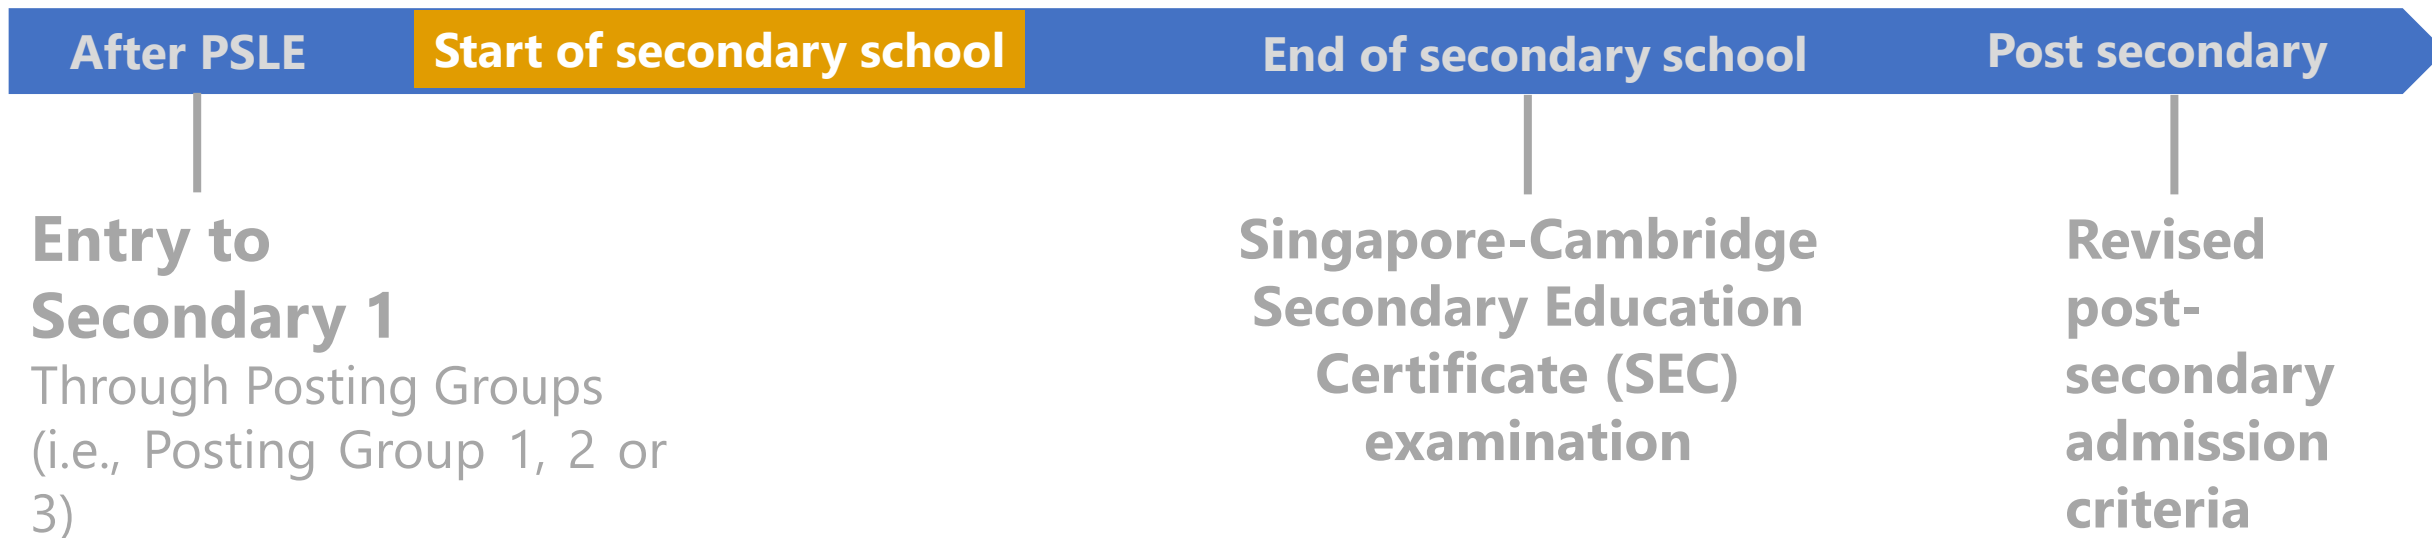 After PSLE
Start of secondary school
End of secondary school
Post secondary
Entry to
Secondary 1
Through Posting Groups
(i.e., Posting Group 1, 2 or
3)
Singapore-Cambridge
Secondary Education
Certificate (SEC)
examination
Revised
post-
secondary
admission
criteria